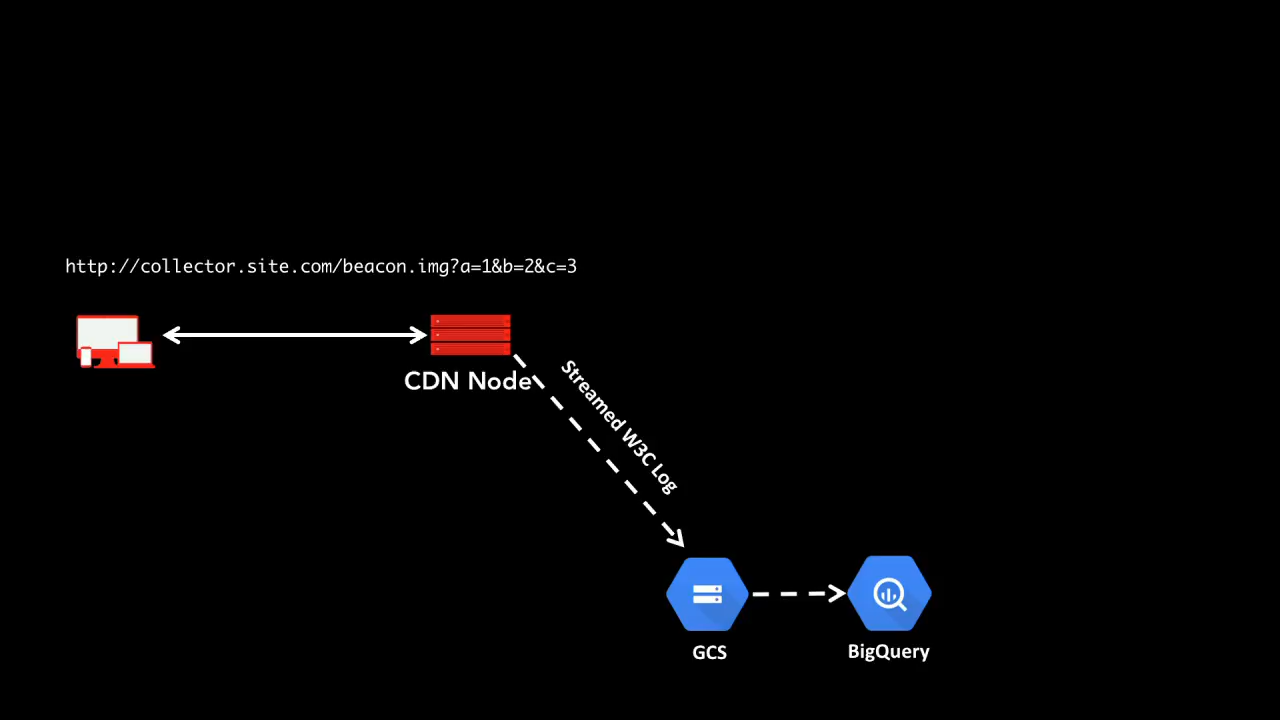 http://collector.site.com/beacon.img?a=1&b=2&c=3
CDN Node
Streamed W3C Log
GCS
BigQuery